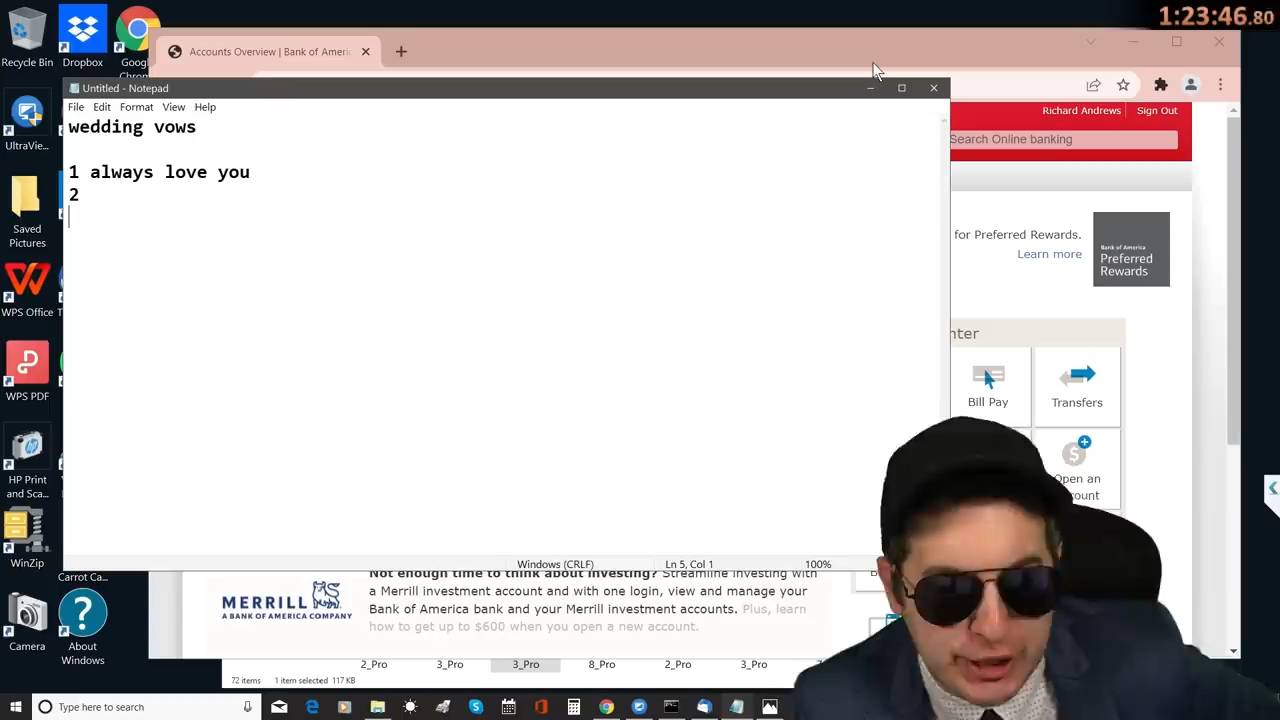 1:23:46.80
Accounts Overview | Bank of Ameri
Recycle Bin
Dropbox
Google
Chrom
Untitled - Notepad
File Edit Format View Help
wedding vows
1 always love you
2
Windows (CRLF)
Ln 5, Col 1
100%
Richard Andrews
Sign Out
Search Online banking
for Preferred Rewards.
Learn more
Bank of America
Preferred
Rewards
nter
Bill Pay
Transfers
Open an
count
UltraVie...
Saved
Pictures
WPS Office
WPS PDF
HP Print
and Sca...
WinZip
Carrot Ca...
Camera
About
Windows
MERRILL
A BANK OF AMERICA COMPANY
Not enough time to think about investing? Streamline investing with
a Merrill investment account and with one login, view and manage your
Bank of America bank and your Merrill investment accounts. Plus, learn
how to get up to $600 when you open a new account.
2_Pro 3_Pro 3_Pro 8_Pro 2_Pro 3_Pro
72 items 1 item selected 117 KB
Type here to search